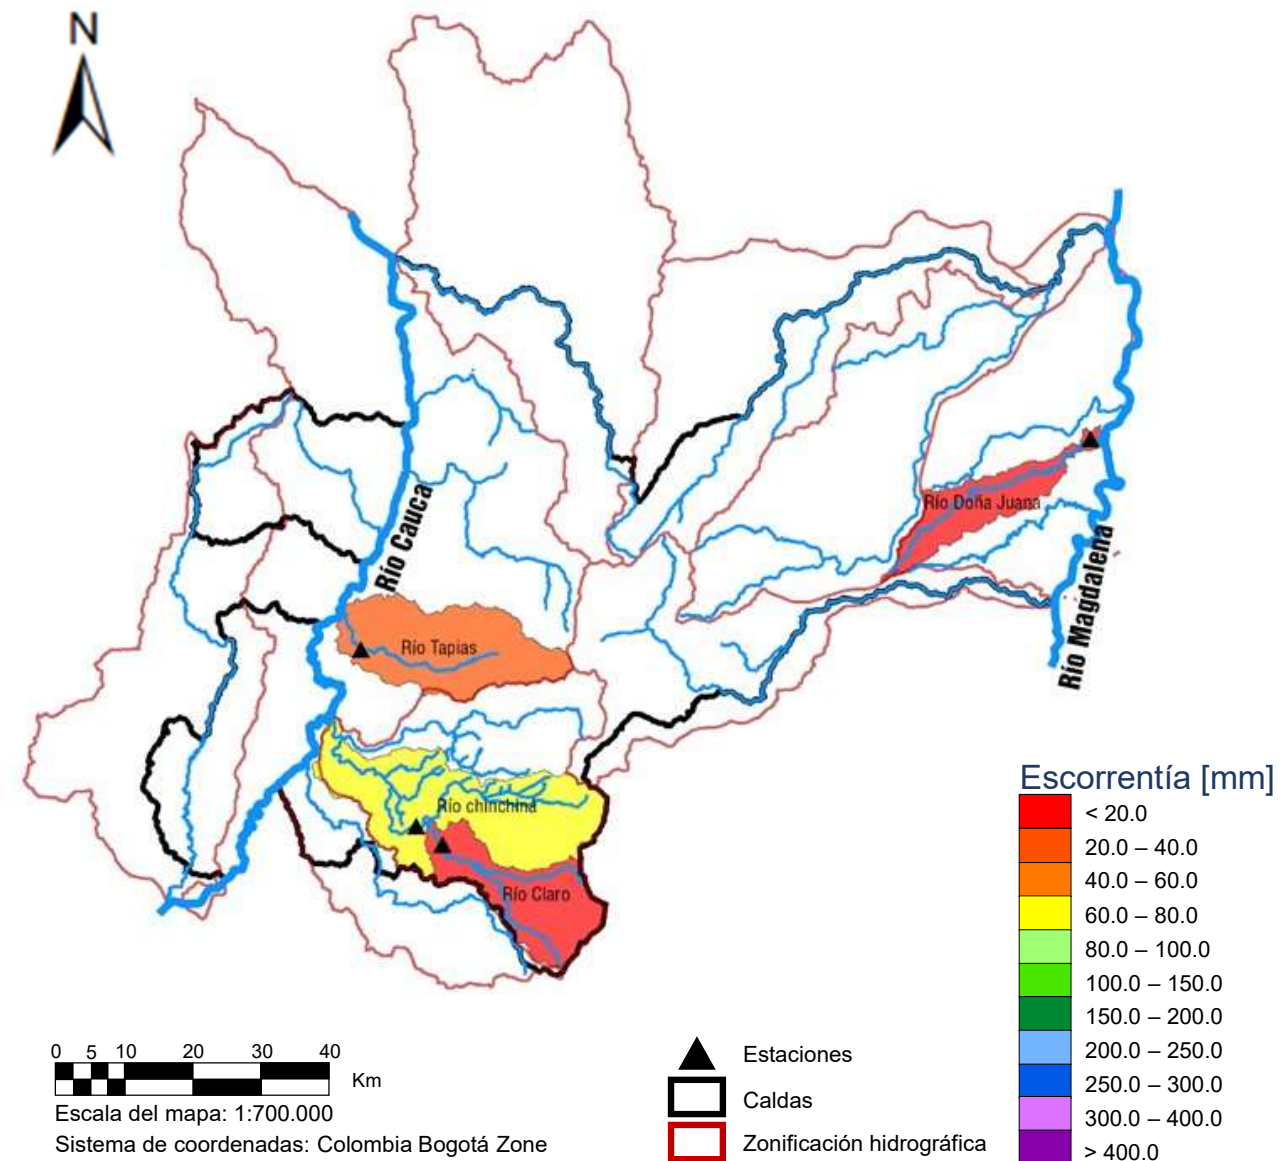 N
Río Cauca
Río Doña Juana
Río Magdalena
Río Tapias
Río chinchiná
Río Claro
Escorrentía [mm]
< 20.0
20.0 – 40.0
40.0 – 60.0
60.0 – 80.0
80.0 – 100.0
100.0 – 150.0
150.0 – 200.0
200.0 – 250.0
250.0 – 300.0
300.0 – 400.0
> 400.0
0 5 10 20 30 40
Km
Escala del mapa: 1:700.000
Sistema de coordenadas: Colombia Bogotá Zone
Estaciones
Caldas
Zonificación hidrográfica